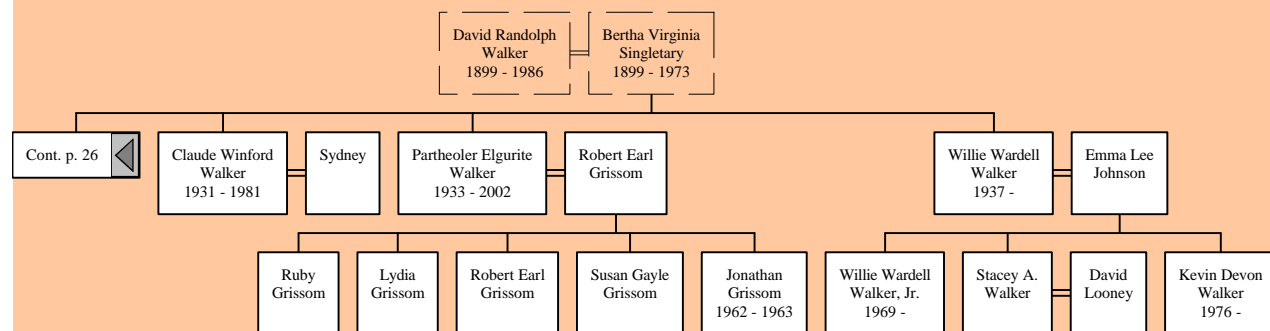 David Randolph
Walker
1899 - 1986
Bertha Virginia
Singletary
1899 - 1973
Cont. p. 26
Claude Winford
Walker
1931 - 1981
Sydney
Partheoler Elgurite
Walker
1933 - 2002
Robert Earl
Grissom
Willie Wardell
Walker
1937 -
Emma Lee
Johnson
Ruby
Grissom
Lydia
Grissom
Robert Earl
Grissom
Susan Gayle
Grissom
Jonathan
Grissom
1962 - 1963
Willie Wardell
Walker, Jr.
1969 -
Stacey A.
Walker
David
Looney
Kevin Devon
Walker
1976 -